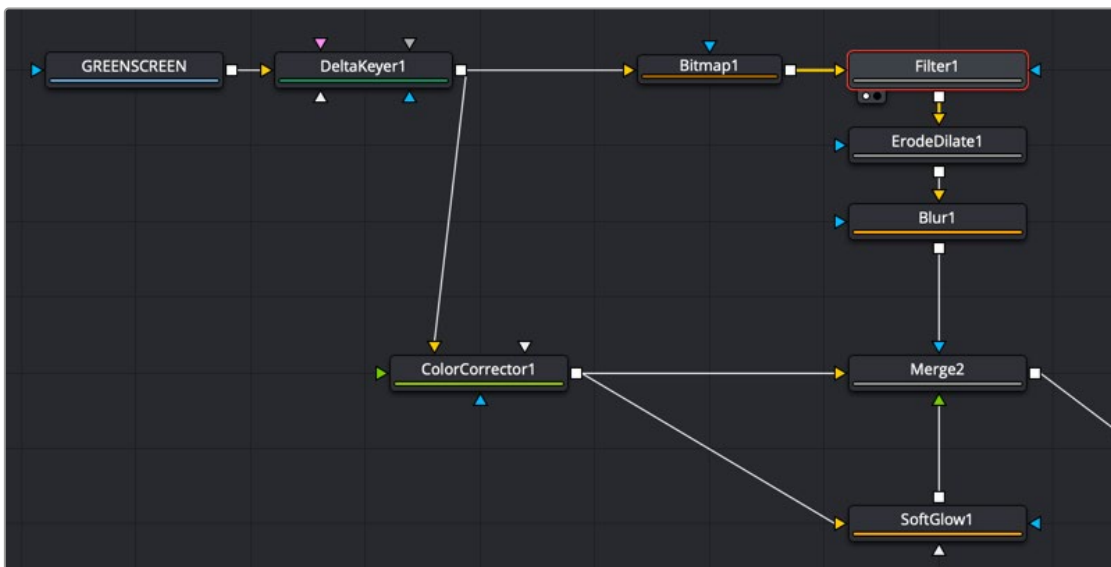 GREENSCREEN
DeltaKeyer1
Bitmap1
Filter1
ErodeDilate1
Blur1
ColorCorrector1
Merge2
SoftGlow1